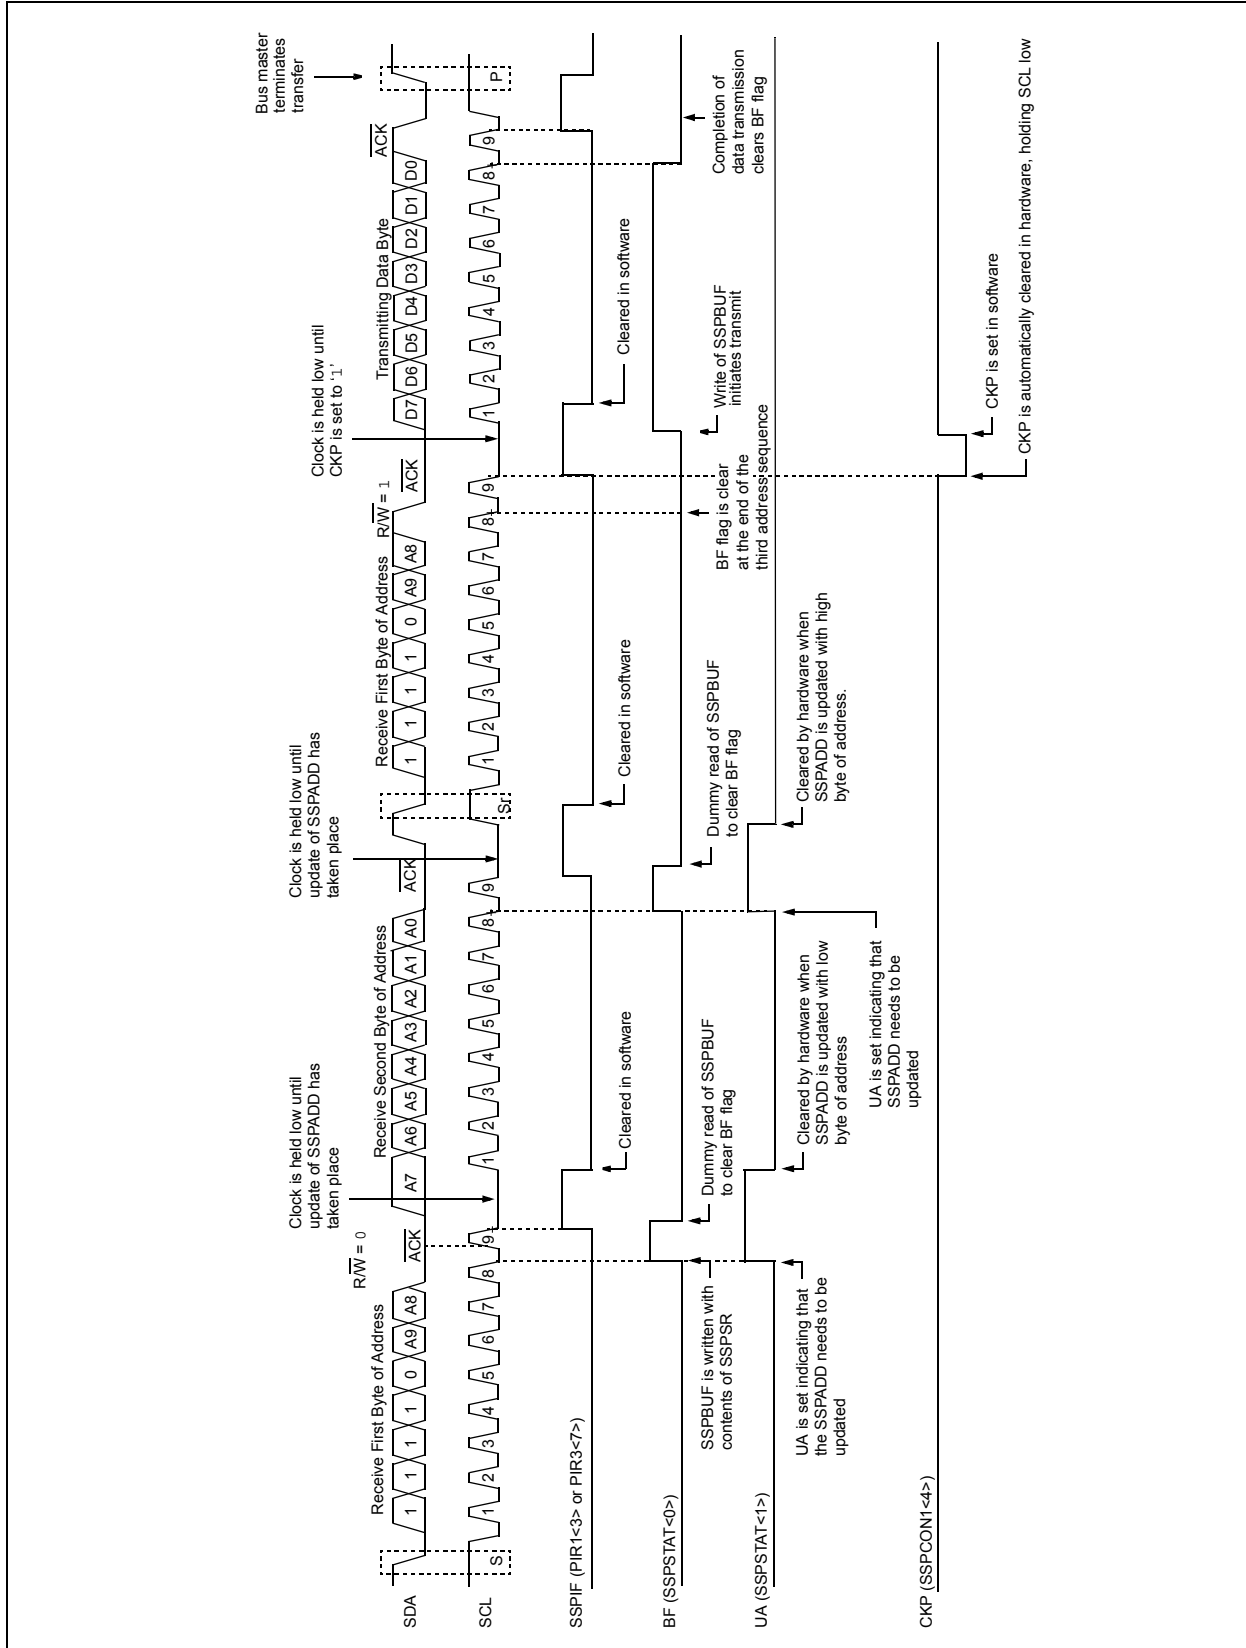 Clock is held low until
update of SSPADD has
taken place
Clock is held low until
update of SSPADD has
taken place
Clock is held low until
CKP is set to ‘1’
Bus master
terminates
transfer
R/W = 0
R/W = 1
Receive First Byte of Address
ACK
Receive Second Byte of Address
ACK
Receive First Byte of Address
ACK
Transmitting Data Byte
ACK
SDA
1 1 1 1 0 A9 A8
A7 A6 A5 A4 A3 A2 A1 A0
1 1 1 1 0 A9 A8
D7 D6 D5 D4 D3 D2 D1 D0
SCL
S
1 2 3 4 5 6 7 8 9
1 2 3 4 5 6 7 8 9
Sr
1 2 3 4 5 6 7 8 9
1 2 3 4 5 6 7 8 9
P
SSPIF (PIR1<3> or PIR3<7>)
Cleared in software
Cleared in software
Cleared in software
BF (SSPSTAT<0>)
SSPBUF is written with
contents of SSPSR
Dummy read of SSPBUF
to clear BF flag
Dummy read of SSPBUF
to clear BF flag
BF flag is clear
at the end of the
third address sequence
Write of SSPBUF
initiates transmit
Completion of
data transmission
clears BF flag
UA (SSPSTAT<1>)
UA is set indicating that
the SSPADD needs to be
updated
Cleared by hardware when
SSPADD is updated with low
byte of address
UA is set indicating that
SSPADD needs to be
updated
Cleared by hardware when
SSPADD is updated with high
byte of address.
CKP (SSPCON1<4>)
CKP is set in software
CKP is automatically cleared in hardware, holding SCL low